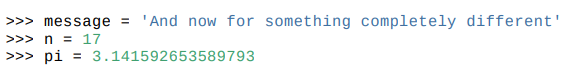 >>> message = 'And now for something completely different'
>>> n = 17
>>> pi = 3.141592653589793